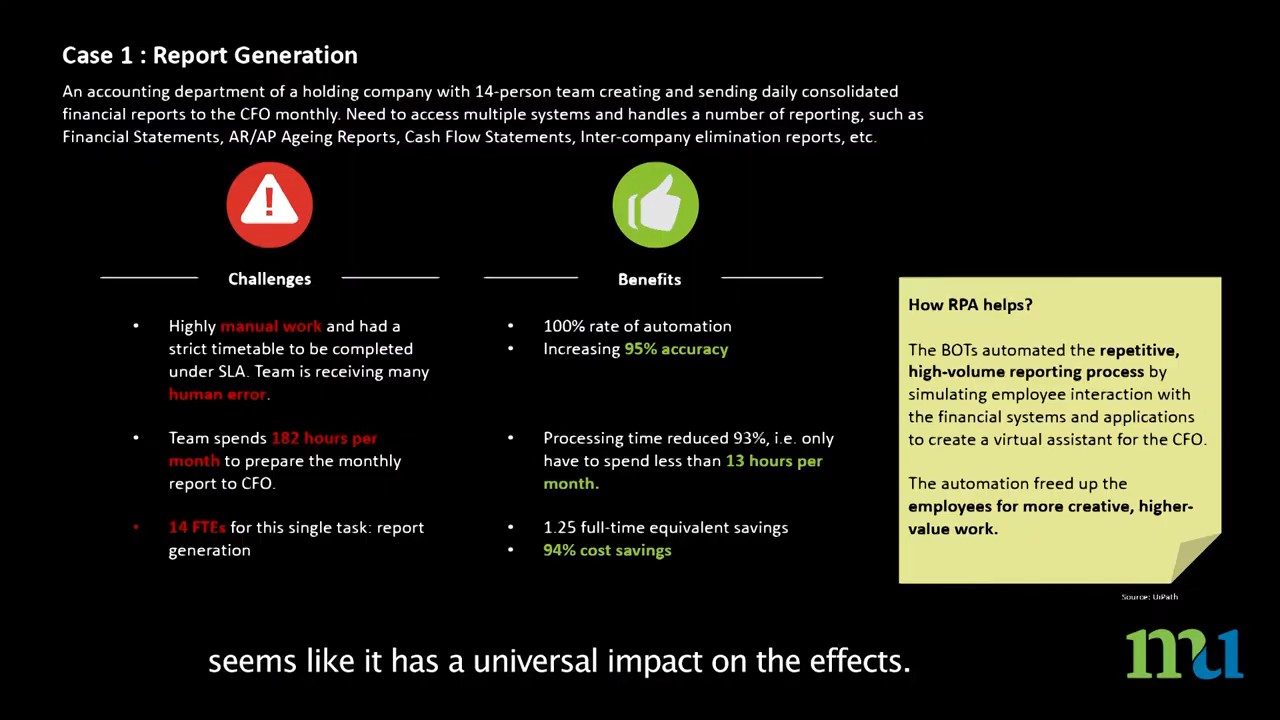 Case 1 : Report Generation
An accounting department of a holding company with 14-person team creating and sending daily consolidated
financial reports to the CFO monthly. Need to access multiple systems and handles a number of reporting, such as
Financial Statements, AR/AP Ageing Reports, Cash Flow Statements, Inter-company elimination reports, etc.
Challenges
• Highly manual work and had a
strict timetable to be completed
under SLA. Team is receiving many
human error.
• Team spends 182 hours per
month to prepare the monthly
report to CFO.
• 14 FTEs for this single task: report
generation
Benefits
• 100% rate of automation
• Increasing 95% accuracy
• Processing time reduced 93%, i.e. only
have to spend less than 13 hours per
month.
• 1.25 full-time equivalent savings
• 94% cost savings
How RPA helps?
The BOTs automated the repetitive,
high-volume reporting process by
simulating employee interaction with
the financial systems and applications
to create a virtual assistant for the CFO.
The automation freed up the
employees for more creative, higher-
value work.
Source: UiPath
seems like it has a universal impact on the effects.
mu